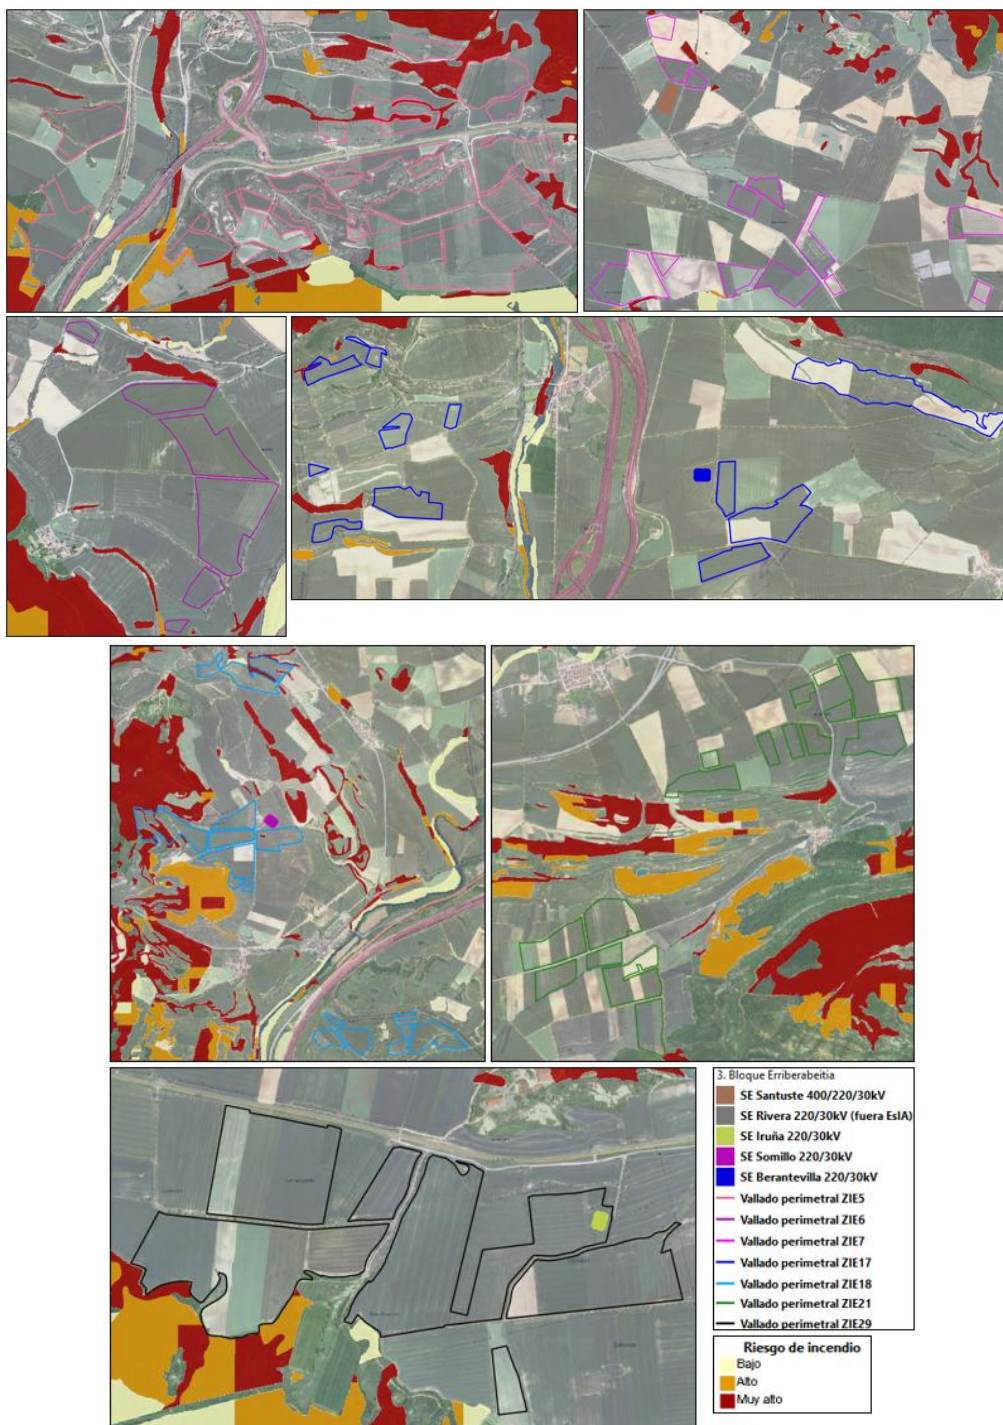 3. Bloque Erriberabeitia
SE Santuste 400/220/30kV
SE Rivera 220/30kV (fuera EsIA)
SE Iruña 220/30kV
SE Somillo 220/30kV
SE Berantevilla 220/30kV
Vallado perimetral ZIE5
Vallado perimetral ZIE6
Vallado perimetral ZIE7
Vallado perimetral ZIE17
Vallado perimetral ZIE18
Vallado perimetral ZIE21
Vallado perimetral ZIE29
Riesgo de incendio
Bajo
Alto
Muy alto